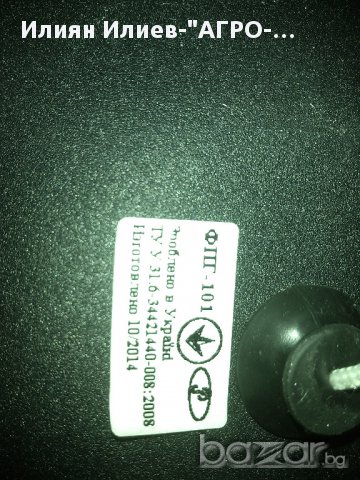 Илиян Илиев-"АГРО-...
ФПГ-101
Зроблено в Україні
ТУ У 31.6-34421440-008:2008
Изготовлено 10/2014
bazar.bg